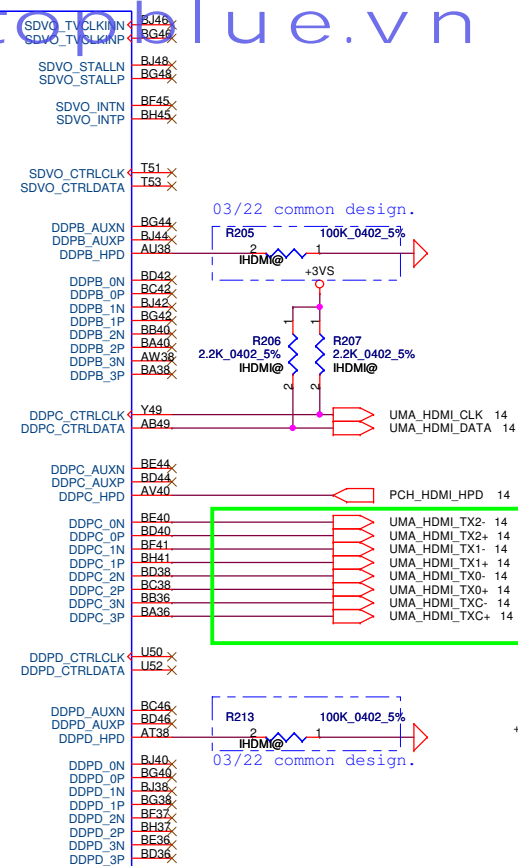 topblue.vn
SDVO_TVCLKINN BJ46
SDVO_TVCLKINP BG46
SDVO_STALLN BJ48
SDVO_STALLP BG48
SDVO_INTN BF45
SDVO_INTP BH45
SDVO_CTRLCLK T51
SDVO_CTRLDATA T53
03/22 common design.
DDPB_AUXN BG44
R205 100K_0402_5%
DDPB_AUXP BJ44
DDPB_HPD AU38 2 1
IHDMI@
+3VS
DDPB_0N BD42
DDPB_0P BC42
DDPB_1N BJ42
DDPB_1P BG42
DDPB_2N BB40
DDPB_2P BA40
DDPB_3N AW38
DDPB_3P BA38
1 1
R206 R207
2.2K_0402_5% 2.2K_0402_5%
IHDMI@ IHDMI@
2 2
DDPC_CTRLCLK Y49 UMA_HDMI_CLK 14
DDPC_CTRLDATA AB49 UMA_HDMI_DATA 14
DDPC_AUXN BE44
DDPC_AUXP BD44
DDPC_HPD AV40 PCH_HDMI_HPD 14
DDPC_0N BE40 UMA_HDMI_TX2- 14
DDPC_0P BD40 UMA_HDMI_TX2+ 14
DDPC_1N BF41 UMA_HDMI_TX1- 14
DDPC_1P BH41 UMA_HDMI_TX1+ 14
DDPC_2N BD38 UMA_HDMI_TX0- 14
DDPC_2P BC38 UMA_HDMI_TX0+ 14
DDPC_3N BB36 UMA_HDMI_TXC- 14
DDPC_3P BA36 UMA_HDMI_TXC+ 14
DDPD_CTRLCLK U50
DDPD_CTRLDATA U52
DDPD_AUXN BC46
R213 100K_0402_5%
DDPD_AUXP BD46
DDPD_HPD AT38 2 1
IHDMI@
03/22 common design.
+
DDPD_0N BJ40
DDPD_0P BG40
DDPD_1N BJ38
DDPD_1P BG38
DDPD_2N BF37
DDPD_2P BH37
DDPD_3N BE36
DDPD_3P BD36